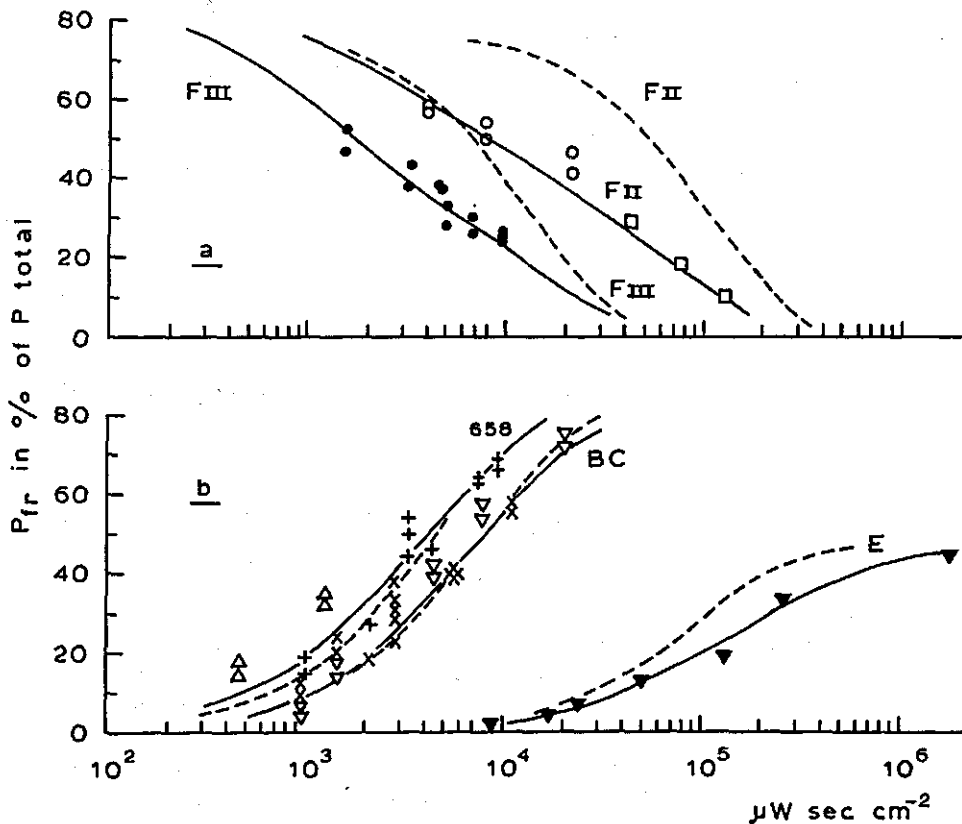 80
60
40
20
0
FIII
FII
FII
FIII
a
P_fr in % of P total
80
60
40
20
0
b
658
BC
E
10² 10³ 10⁴ 10⁵ 10⁶
µW sec cm⁻²